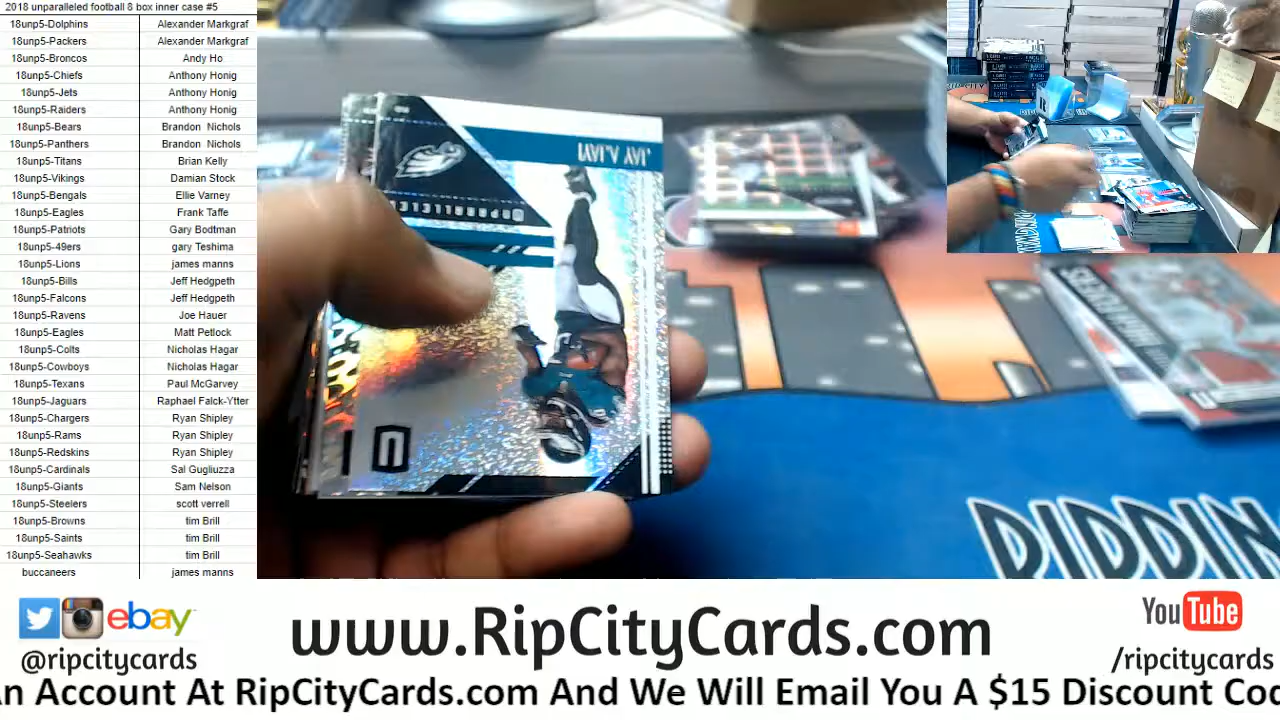 2018 unparalleled football 8 box inner case #5
18unp5-Dolphins Alexander Markgraf
18unp5-Packers Alexander Markgraf
18unp5-Broncos Andy Ho
18unp5-Chiefs Anthony Honig
18unp5-Jets Anthony Honig
18unp5-Raiders Anthony Honig
18unp5-Bears Brandon Nichols
18unp5-Panthers Brandon Nichols
18unp5-Titans Brian Kelly
18unp5-Vikings Damian Stock
18unp5-Bengals Ellie Varney
18unp5-Eagles Frank Taffe
18unp5-Patriots Gary Bodtman
18unp5-49ers gary Teshima
18unp5-Lions james manns
18unp5-Bills Jeff Hedgpeth
18unp5-Falcons Jeff Hedgpeth
18unp5-Ravens Joe Hauer
18unp5-Eagles Matt Petlock
18unp5-Colts Nicholas Hagar
18unp5-Cowboys Nicholas Hagar
18unp5-Texans Paul McGarvey
18unp5-Jaguars Raphael Falck-Ytter
18unp5-Chargers Ryan Shipley
18unp5-Rams Ryan Shipley
18unp5-Redskins Ryan Shipley
18unp5-Cardinals Sal Gugliuzza
18unp5-Giants Sam Nelson
18unp5-Steelers scott verrell
18unp5-Browns tim Brill
18unp5-Saints tim Brill
18unp5-Seahawks tim Brill
buccaneers james manns
JAY AJAYI
ebay
@ripcitycards
www.RipCityCards.com
YouTube
/ripcitycards
n Account At RipCityCards.com And We Will Email You A $15 Discount Cod